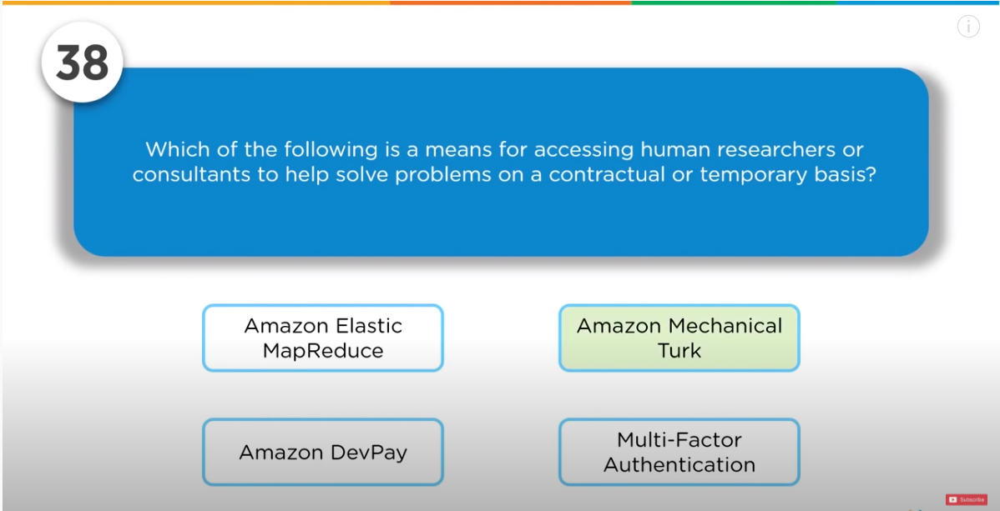 38
Which of the following is a means for accessing human researchers or
consultants to help solve problems on a contractual or temporary basis?
Amazon Elastic
MapReduce
Amazon Mechanical
Turk
Amazon DevPay
Multi-Factor
Authentication
Subscribe